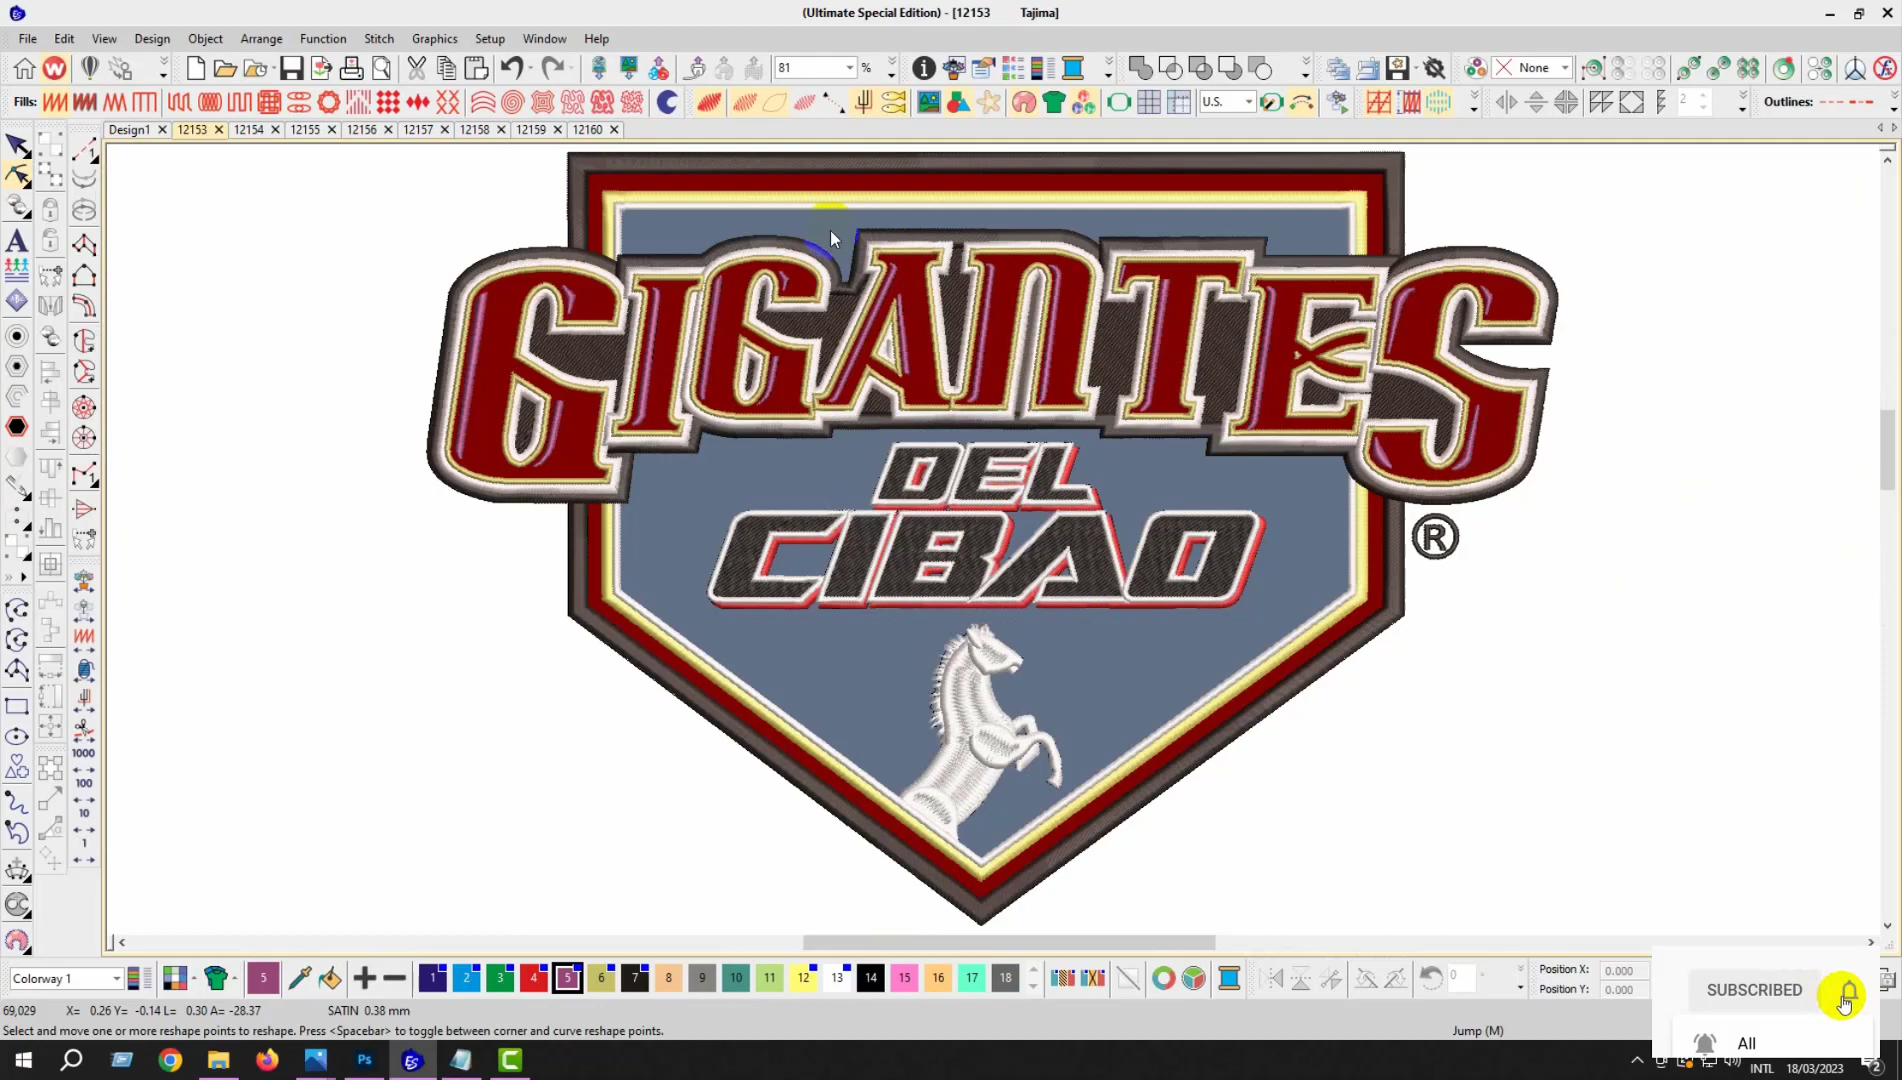 (Ultimate Special Edition) - [12153 Tajima]
File Edit View Design Object Arrange Function Stitch Graphics Setup Window Help
81 %
None
Fills:
U.S.
2
Outlines:
Design1 12153 12154 12155 12156 12157 12158 12159 12160
GIGANTES
DEL
CIBAO
®
1000
100
10
1
Colorway 1
5
1 2 3 4 5 6 7 8 9 10 11 12 13 14 15 16 17 18
0
Position X: 0.000
Position Y: 0.000
SUBSCRIBED
All
69,029 X= 0.26 Y= -0.14 L= 0.30 A= -28.37 SATIN 0.38 mm
Select and move one or more reshape points to reshape. Press <Spacebar> to toggle between corner and curve reshape points.
Jump (M)
Ps
ES
INTL 18/03/2023
2